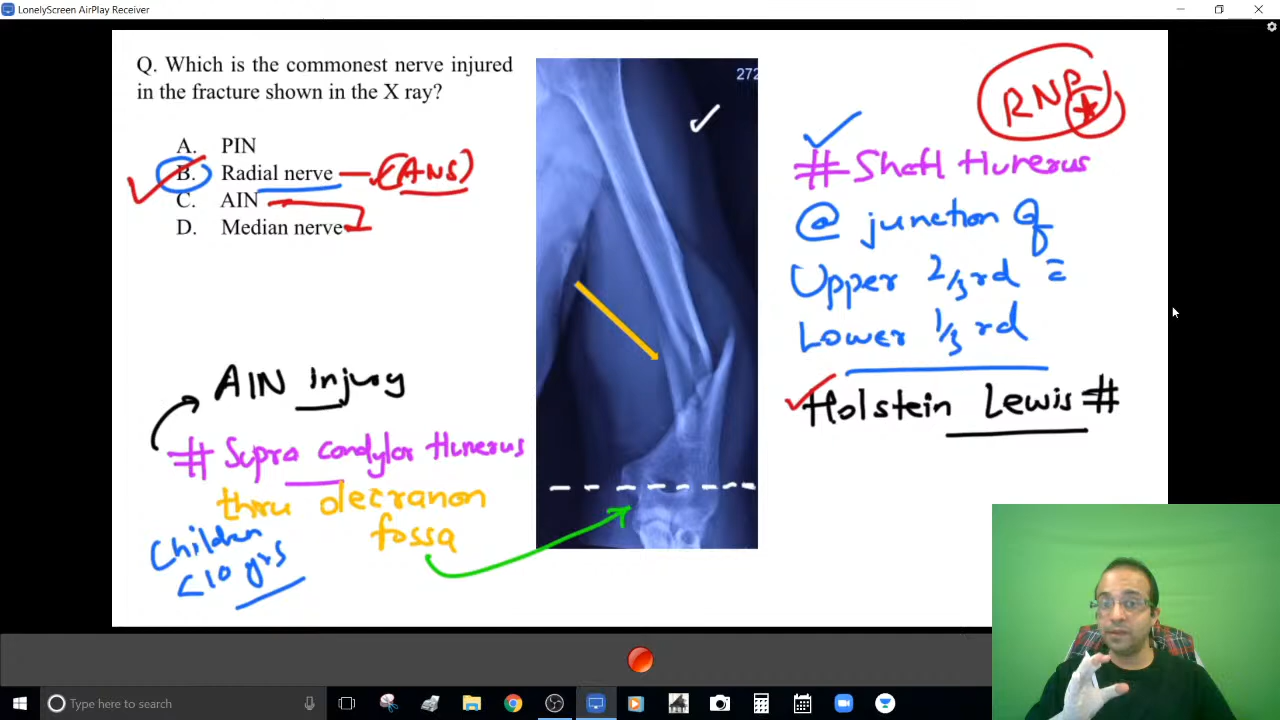 LonelyScreen AirPlay Receiver
Q. Which is the commonest nerve injured
in the fracture shown in the X ray?
A. PIN
B. Radial nerve — (ANS)
C. AIN
D. Median nerve
272
RNP
# Shaft Humerus
@ junction of
Upper 2/3rd =
Lower 1/3rd
Holstein Lewis #
AIN injury
# Supra condylar Humerus
thru olecranon
fossa
Children
<10 yrs
Type here to search